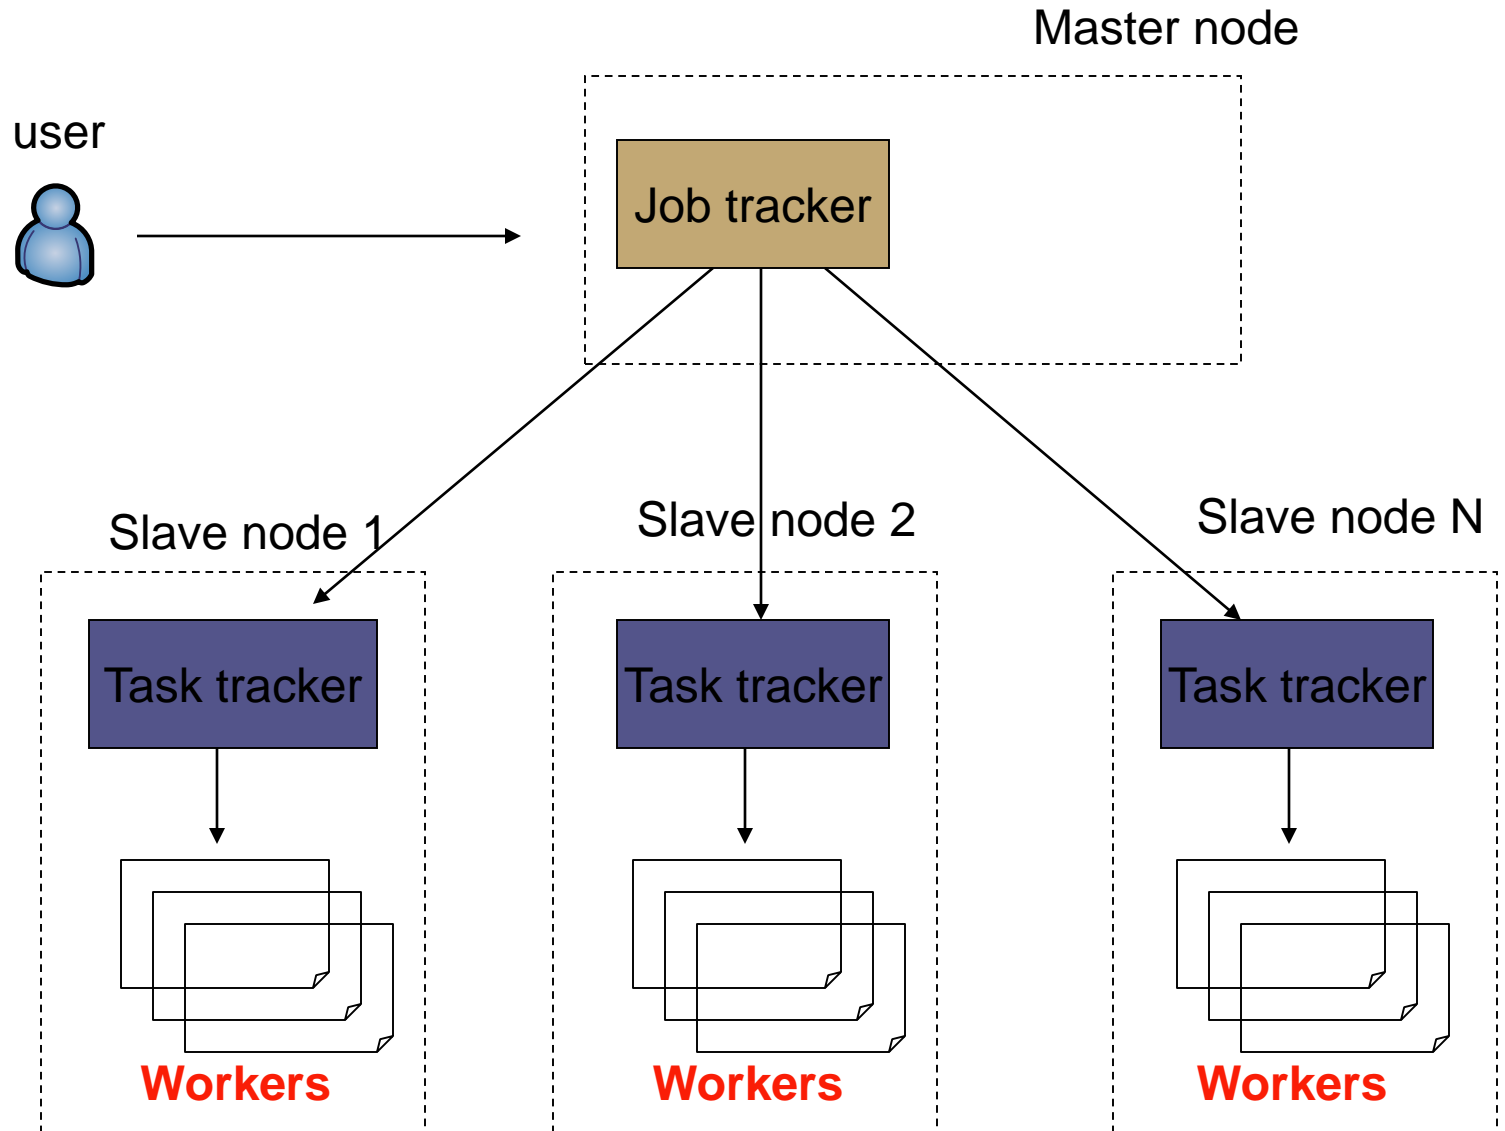 Master node
user
Job tracker
Slave node 1
Slave node 2
Slave node N
Task tracker
Task tracker
Task tracker
Workers
Workers
Workers